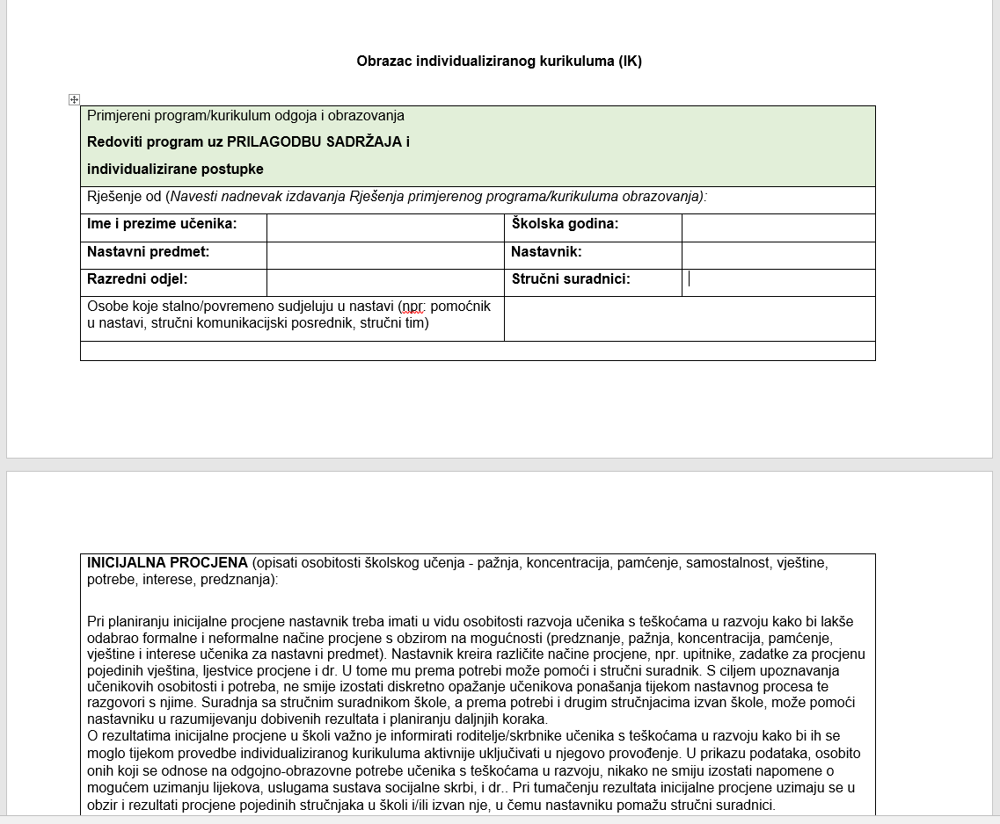 Obrazac individualiziranog kurikuluma (IK)
Primjereni program/kurikulum odgoja i obrazovanja
Redoviti program uz PRILAGODBU SADRŽAJA i
individualizirane postupke
Rješenje od (Navesti nadnevak izdavanja Rješenja primjerenog programa/kurikuluma obrazovanja):
Ime i prezime učenika: Školska godina:
Nastavni predmet: Nastavnik:
Razredni odjel: Stručni suradnici:
Osobe koje stalno/povremeno sudjeluju u nastavi (npr: pomoćnik
u nastavi, stručni komunikacijski posrednik, stručni tim)
INICIJALNA PROCJENA (opisati osobitosti školskog učenja - pažnja, koncentracija, pamćenje, samostalnost, vještine,
potrebe, interese, predznanja):
Pri planiranju inicijalne procjene nastavnik treba imati u vidu osobitosti razvoja učenika s teškoćama u razvoju kako bi lakše
odabrao formalne i neformalne načine procjene s obzirom na mogućnosti (predznanje, pažnja, koncentracija, pamćenje,
vještine i interese učenika za nastavni predmet). Nastavnik kreira različite načine procjene, npr. upitnike, zadatke za procjenu
pojedinih vještina, ljestvice procjene i dr. U tome mu prema potrebi može pomoći i stručni suradnik. S ciljem upoznavanja
učenikovih osobitosti i potreba, ne smije izostati diskretno opažanje učenikova ponašanja tijekom nastavnog procesa te
razgovori s njime. Suradnja sa stručnim suradnikom škole, a prema potrebi i drugim stručnjacima izvan škole, može pomoći
nastavniku u razumijevanju dobivenih rezultata i planiranju daljnjih koraka.
O rezultatima inicijalne procjene u školi važno je informirati roditelje/skrbnike učenika s teškoćama u razvoju kako bi ih se
moglo tijekom provedbe individualiziranog kurikuluma aktivnije uključivati u njegovo provođenje. U prikazu podataka, osobito
onih koji se odnose na odgojno-obrazovne potrebe učenika s teškoćama u razvoju, nikako ne smiju izostati napomene o
mogućem uzimanju lijekova, uslugama sustava socijalne skrbi, i dr.. Pri tumačenju rezultata inicijalne procjene uzimaju se u
obzir i rezultati procjene pojedinih stručnjaka u školi i/ili izvan nje, u čemu nastavniku pomažu stručni suradnici.